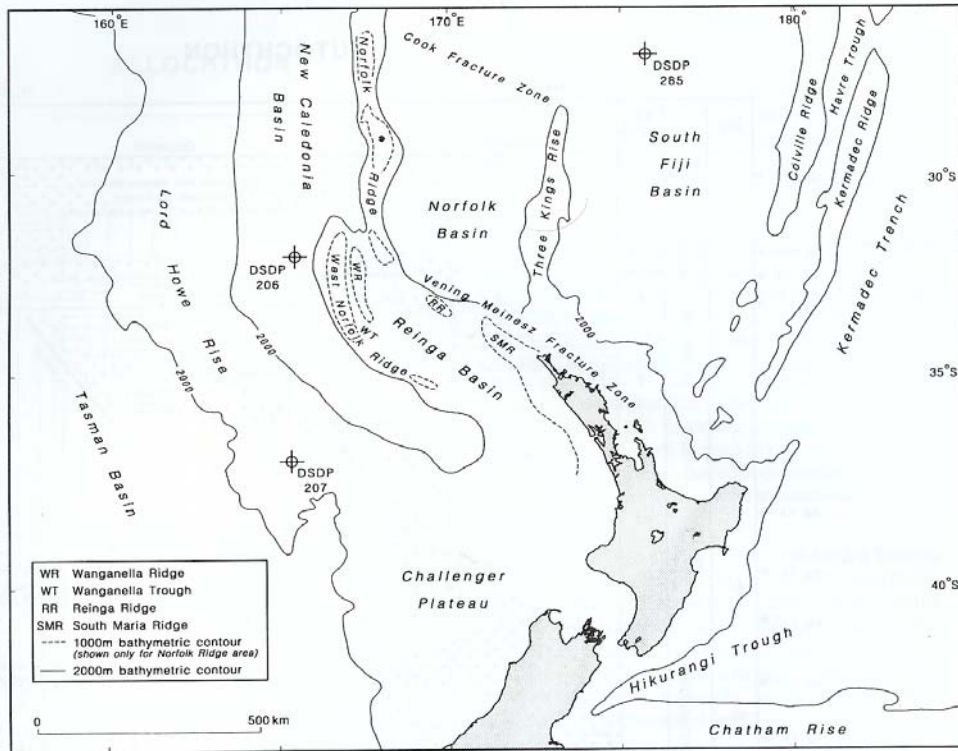 160°E
170°E
180°
30°S
35°S
40°S
New Caledonia
Basin
Norfolk
Ridge
Cook Fracture Zone
DSDP
285
South
Fiji
Basin
Colville Ridge
Havre Trough
Kermadec Ridge
Kermadec Trench
Three Kings Rise
Norfolk
Basin
Lord
Howe
Rise
DSDP
206
West Norfolk Ridge
WR
WT
RR
SMR
Vening Meinesz Fracture Zone
Reinga Basin
2000
2000
2000
Tasman Basin
DSDP
207
Challenger
Plateau
Hikurangi Trough
Chatham Rise
WR Wanganella Ridge
WT Wanganella Trough
RR Reinga Ridge
SMR South Maria Ridge
1000m bathymetric contour
(shown only for Norfolk Ridge area)
2000m bathymetric contour
0 500 km